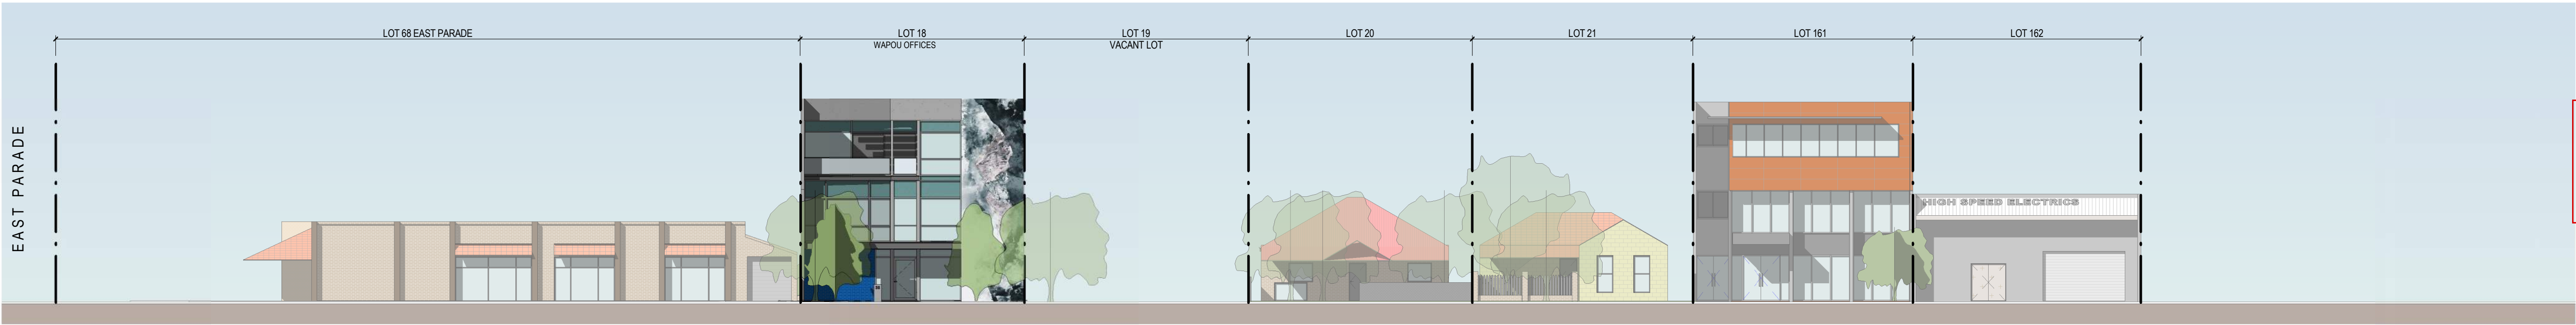 LOT 68 EAST PARADE
LOT 18
WAPOU OFFICES
LOT 19
VACANT LOT
LOT 20
LOT 21
LOT 161
LOT 162
EAST PARADE
HIGH SPEED ELECTRICS